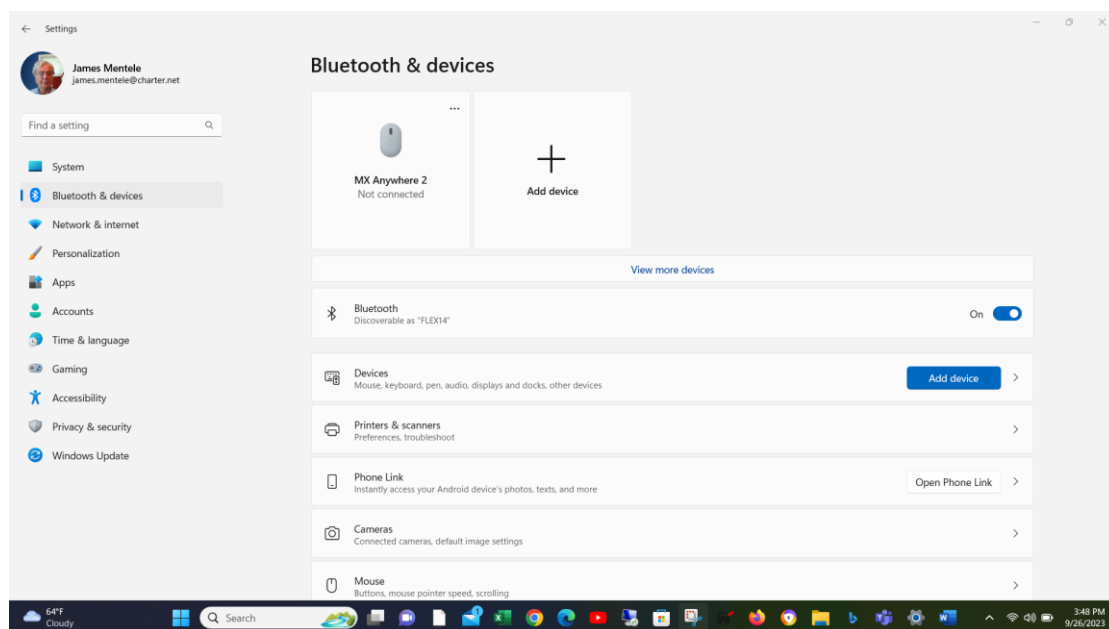 Settings
James Mentele
james.mentele@charter.net
Find a setting
System
Bluetooth & devices
Network & internet
Personalization
Apps
Accounts
Time & language
Gaming
Accessibility
Privacy & security
Windows Update
Bluetooth & devices
MX Anywhere 2
Not connected
Add device
View more devices
Bluetooth
Discoverable as "FLEX14"
On
Devices
Mouse, keyboard, pen, audio, displays and docks, other devices
Add device
Printers & scanners
Preferences, troubleshoot
Phone Link
Instantly access your Android device's photos, texts, and more
Open Phone Link
Cameras
Connected cameras, default image settings
Mouse
Buttons, mouse pointer speed, scrolling
64°F
Cloudy
Search
3:48 PM
9/26/2023